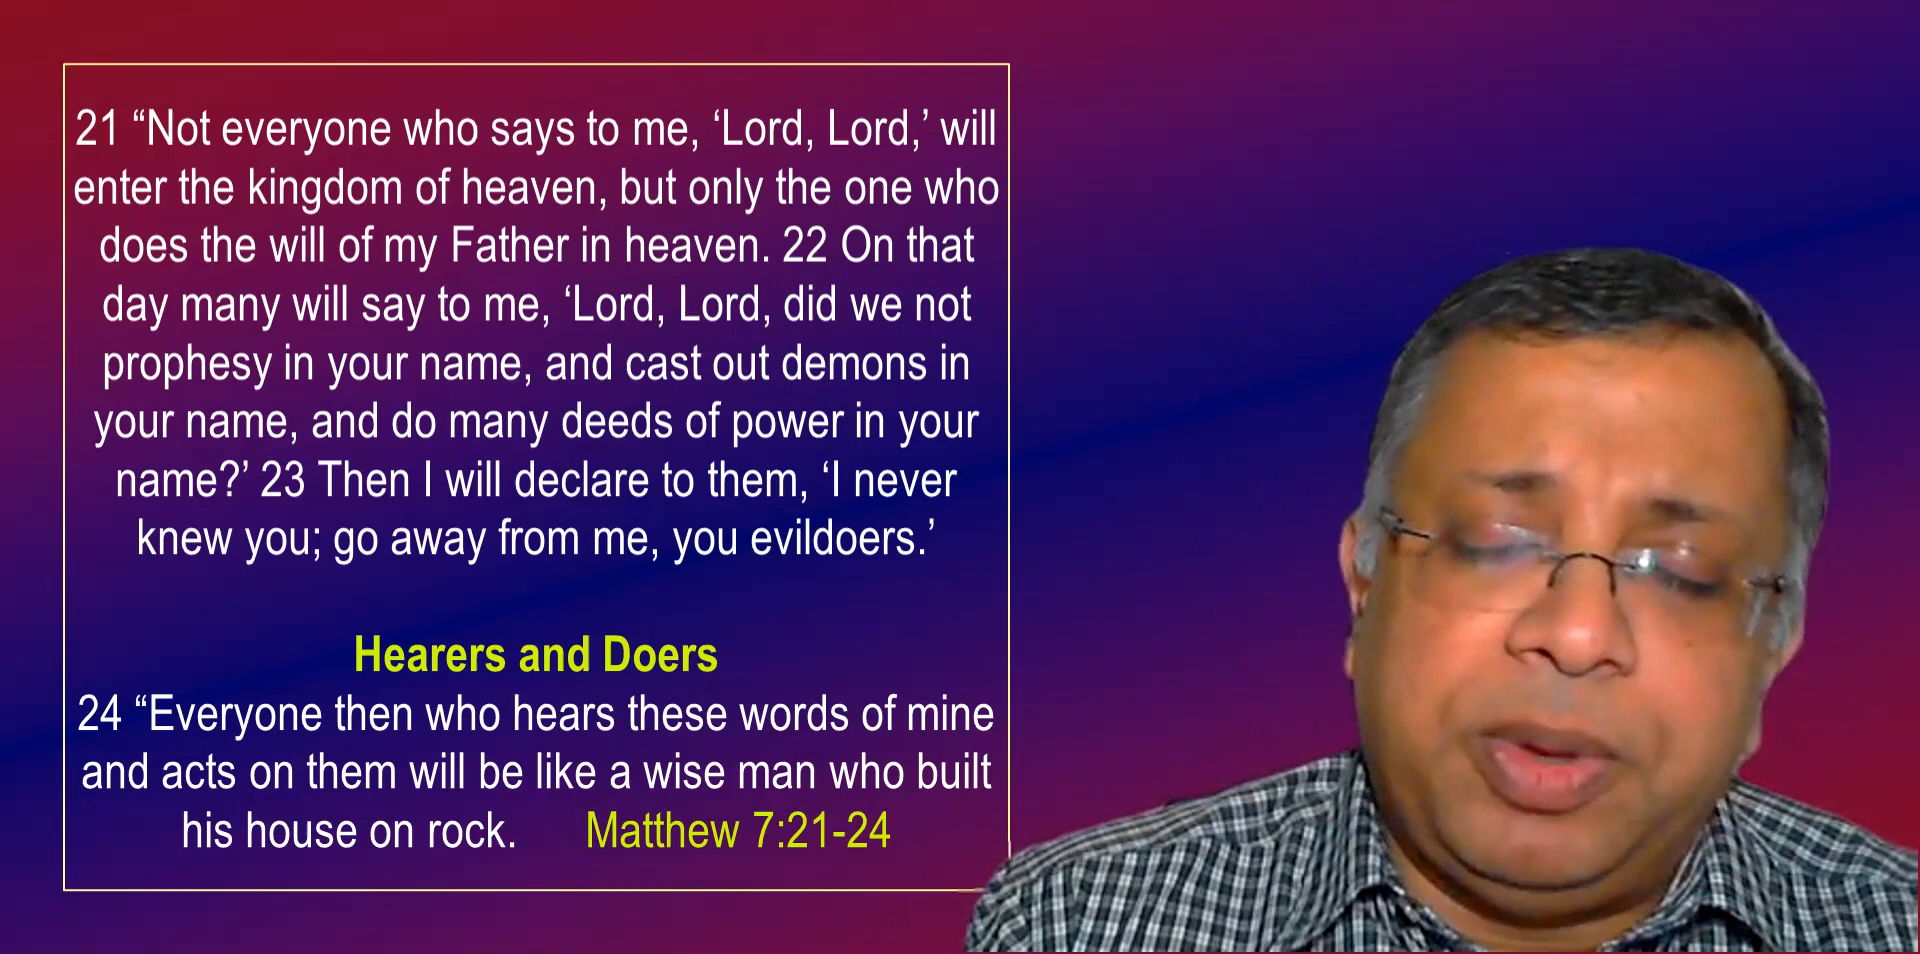 21 “Not everyone who says to me, ‘Lord, Lord,’ will
enter the kingdom of heaven, but only the one who
does the will of my Father in heaven. 22 On that
day many will say to me, ‘Lord, Lord, did we not
prophesy in your name, and cast out demons in
your name, and do many deeds of power in your
name?’ 23 Then I will declare to them, ‘I never
knew you; go away from me, you evildoers.’
Hearers and Doers
24 “Everyone then who hears these words of mine
and acts on them will be like a wise man who built
his house on rock. Matthew 7:21-24